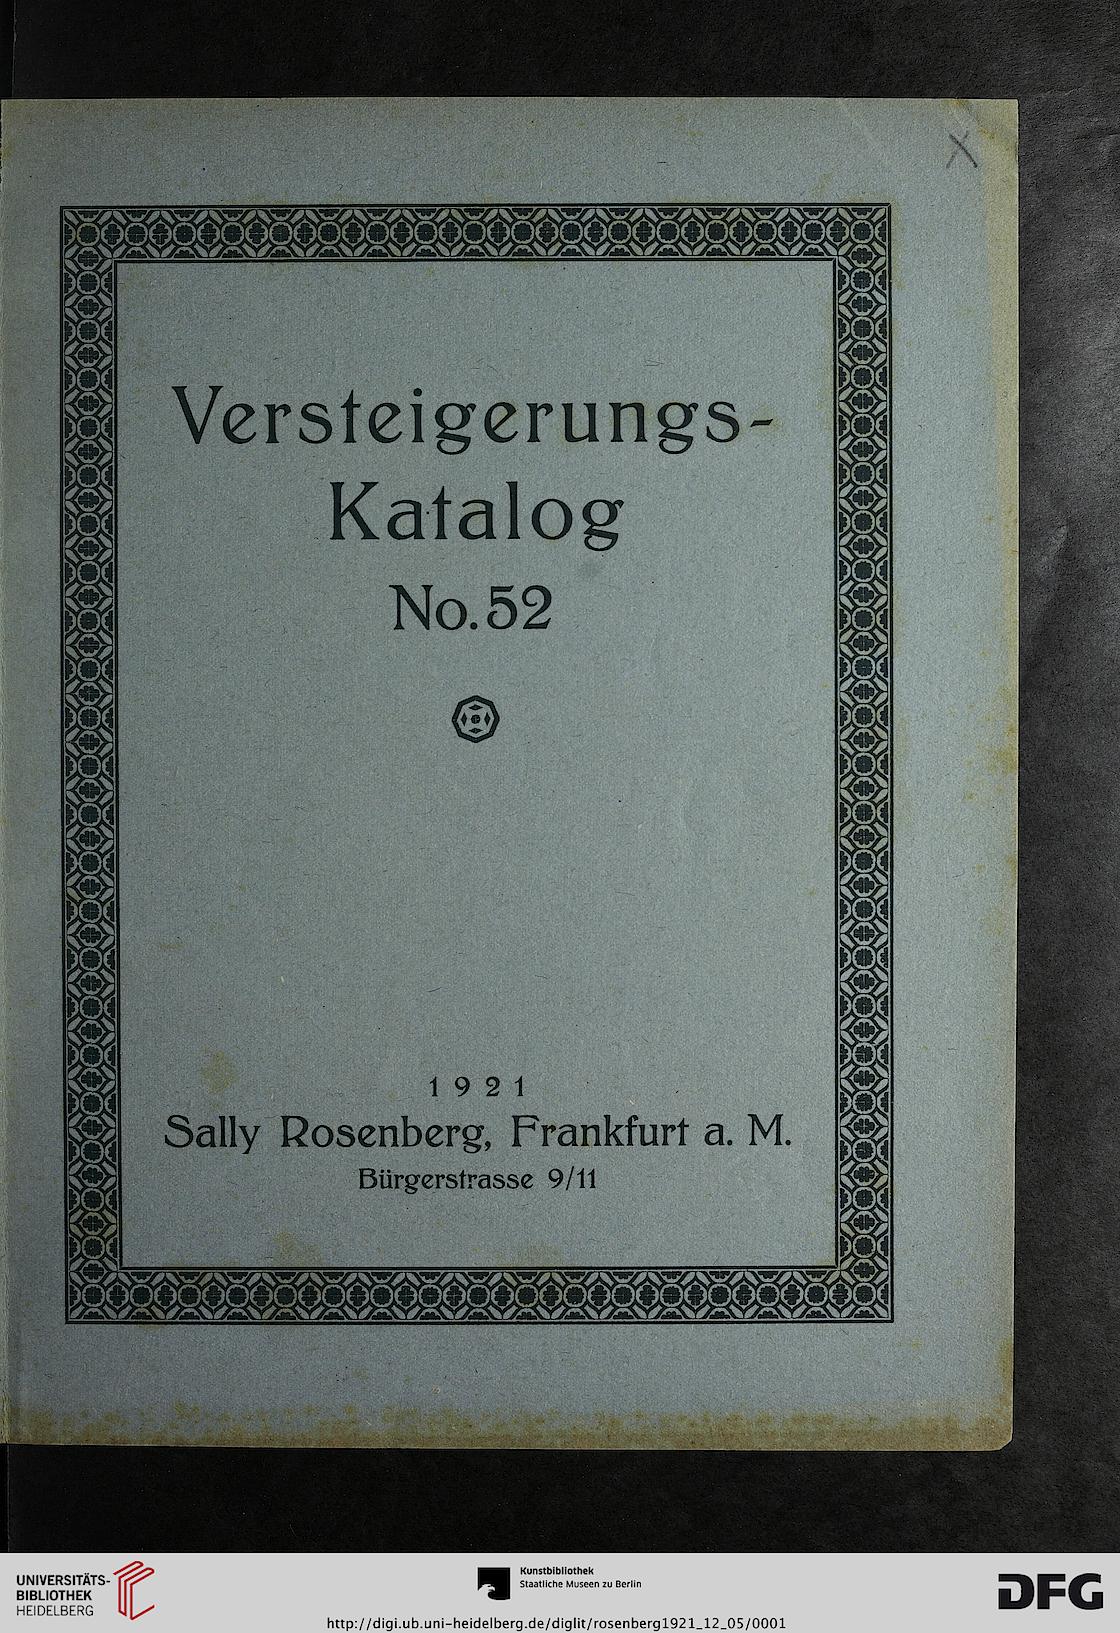 X
Versteigerungs-
Katalog
No. 52
1921
Sally Rosenberg, Frankfurt a. M.
Bürgerstrasse 9/11
UNIVERSITÄTS-
BIBLIOTHEK
HEIDELBERG
Kunstbibliothek
Staatliche Museen zu Berlin
DFG
http://digi.ub.uni-heidelberg.de/diglit/rosenberg1921_12_05/0001